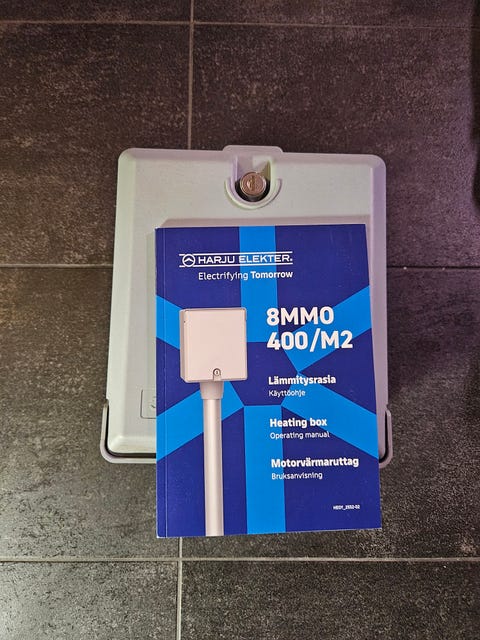 HARJU ELEKTER
Electrifying Tomorrow
8MMO
400/M2
Lämmitysrasia
Käyttöohje
Heating box
Operating manual
Motorvärmaruttag
Bruksanvisning